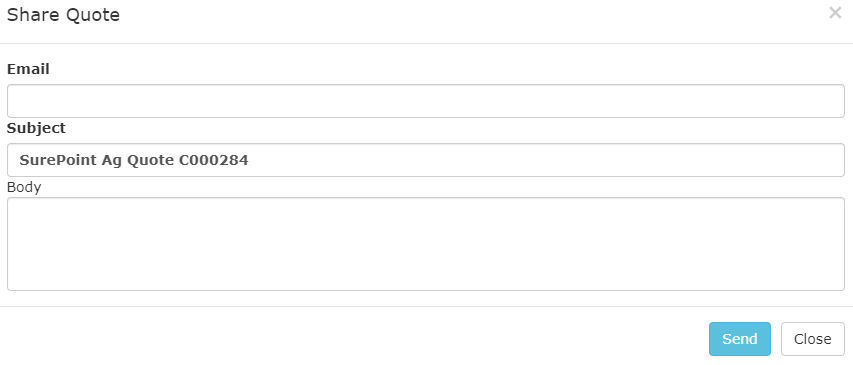 Share Quote ×
Email
Subject
SurePoint Ag Quote C000284
Body
Send Close